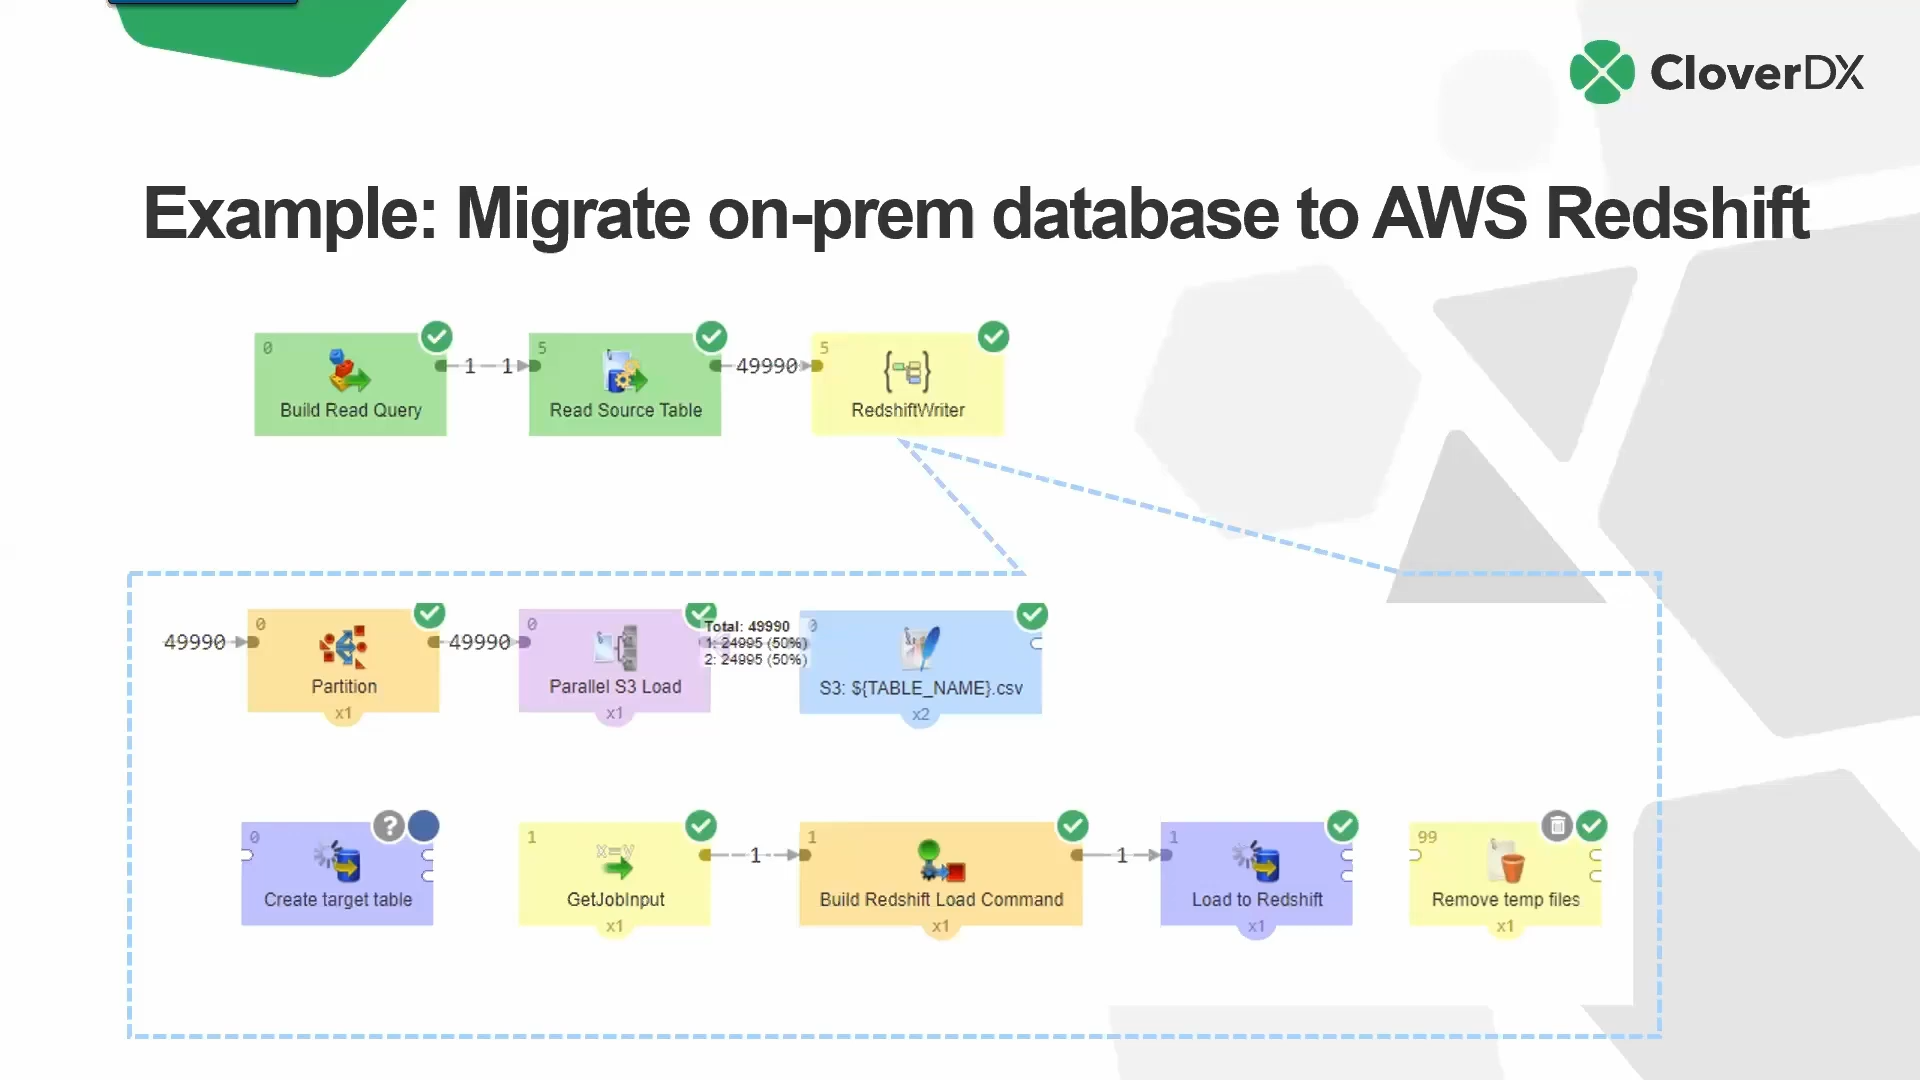 CloverDX
Example: Migrate on-prem database to AWS Redshift
0
Build Read Query
1 1
5
Read Source Table
49990
5
RedshiftWriter
49990
0
Partition
x1
49990
0
Parallel S3 Load
x1
Total: 49990
1: 24995 (50%)
2: 24995 (50%)
0
S3: ${TABLE_NAME}.csv
x2
0
?
Create target table
1
x=y
GetJobInput
x1
1
1
Build Redshift Load Command
x1
1
1
Load to Redshift
x1
99
Remove temp files
x1